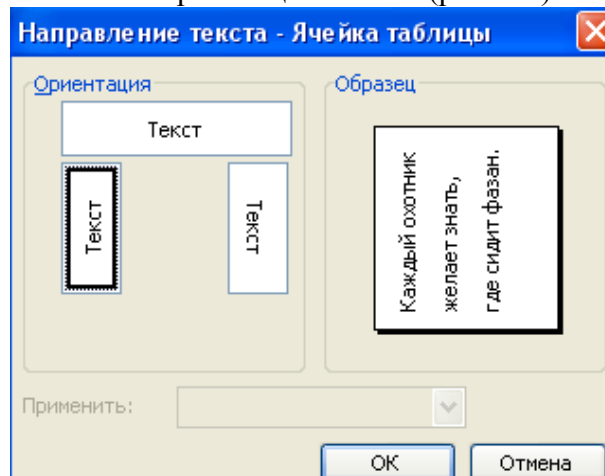 Направление текста - Ячейка таблицы
Ориентация
Образец
Текст
Текст
Текст
Каждый охотник
желает знать,
где сидит фазан.
Применить:
ОК
Отмена